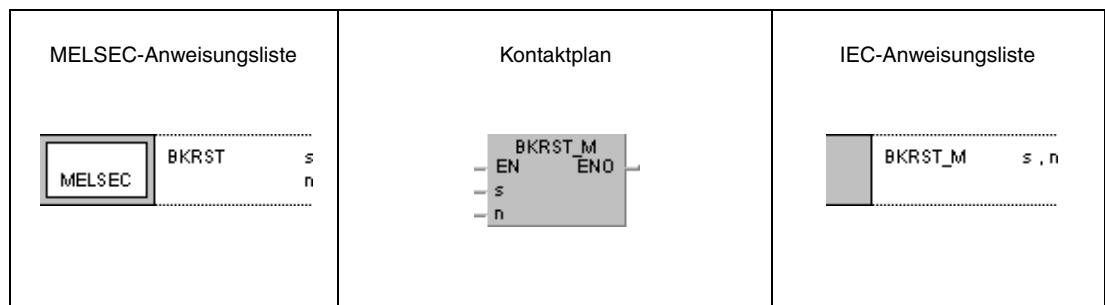 MELSEC-Anweisungsliste
MELSEC
BKRST s
n
Kontaktplan
BKRST_M
EN ENO
s
n
IEC-Anweisungsliste
BKRST_M s , n